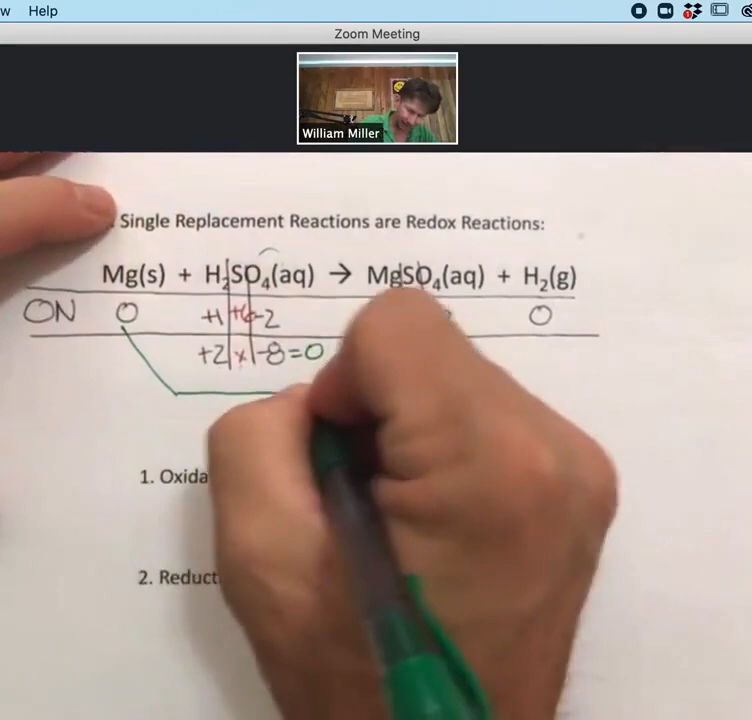 w Help
Zoom Meeting
William Miller
Single Replacement Reactions are Redox Reactions:
Mg(s) + H₂SO₄(aq) → MgSO₄(aq) + H₂(g)
ON 0 +1 +6 -2 0
+2 x -8=0
1. Oxida
2. Reduct